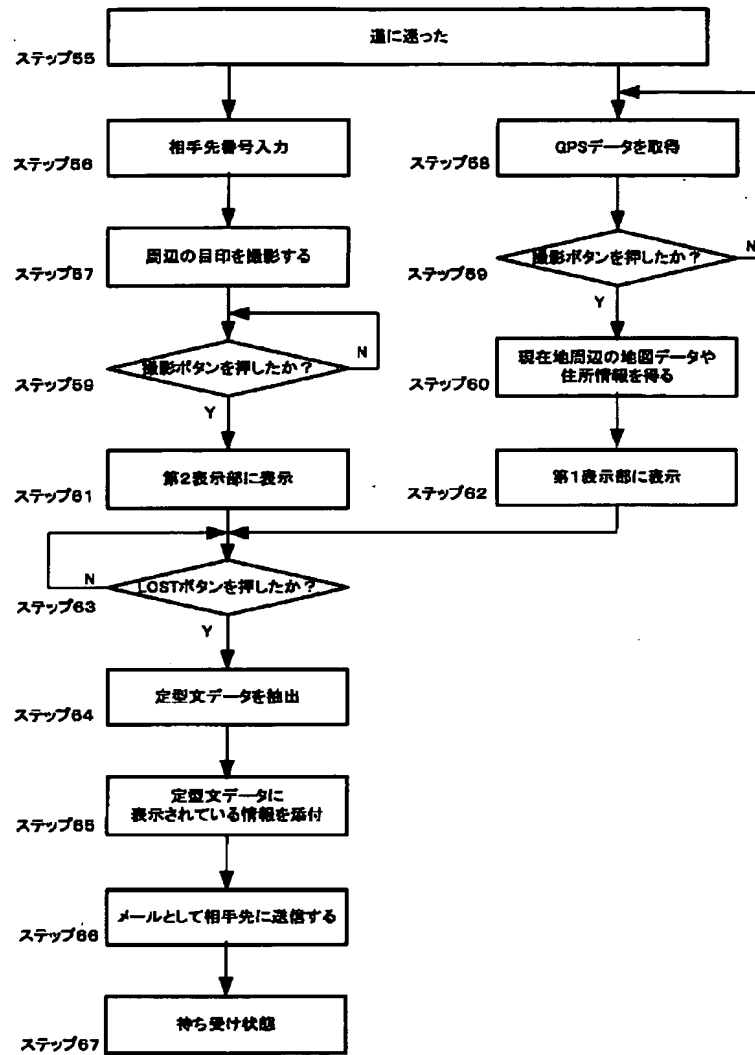 道に迷った
ステップ55
相手先番号入力
ステップ56
GPSデータを取得
ステップ58
周辺の目印を撮影する
ステップ57
撮影ボタンを押したか?
N
ステップ59
Y
撮影ボタンを押したか?
N
ステップ59
Y
現在地周辺の地図データや
住所情報を得る
ステップ60
第2表示部に表示
ステップ61
第1表示部に表示
ステップ62
LOSTボタンを押したか?
N
ステップ63
Y
定型文データを抽出
ステップ64
定型文データに
表示されている情報を添付
ステップ65
メールとして相手先に送信する
ステップ66
待ち受け状態
ステップ67